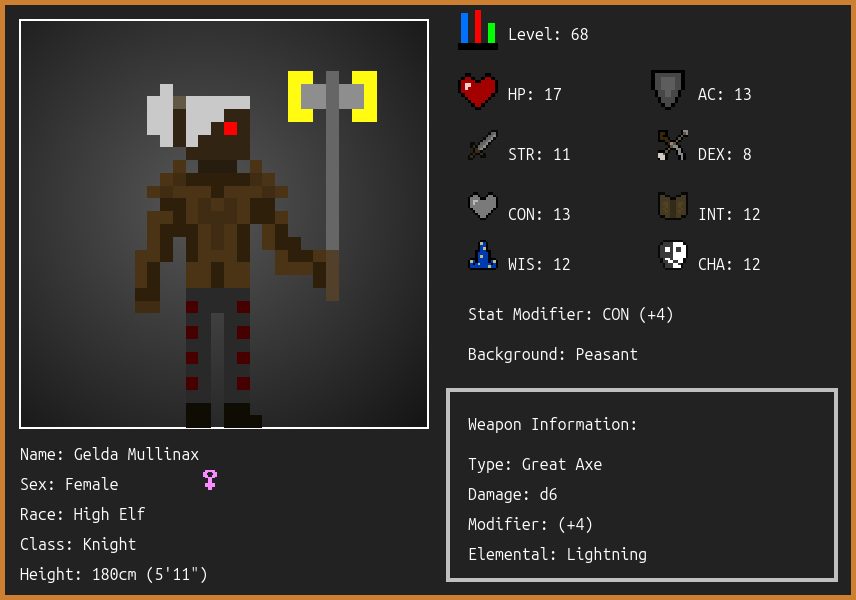 Level: 68
HP: 17
AC: 13
STR: 11
DEX: 8
CON: 13
INT: 12
WIS: 12
CHA: 12
Stat Modifier: CON (+4)
Background: Peasant
Weapon Information:
Type: Great Axe
Damage: d6
Modifier: (+4)
Elemental: Lightning
Name: Gelda Mullinax
Sex: Female
Race: High Elf
Class: Knight
Height: 180cm (5'11")